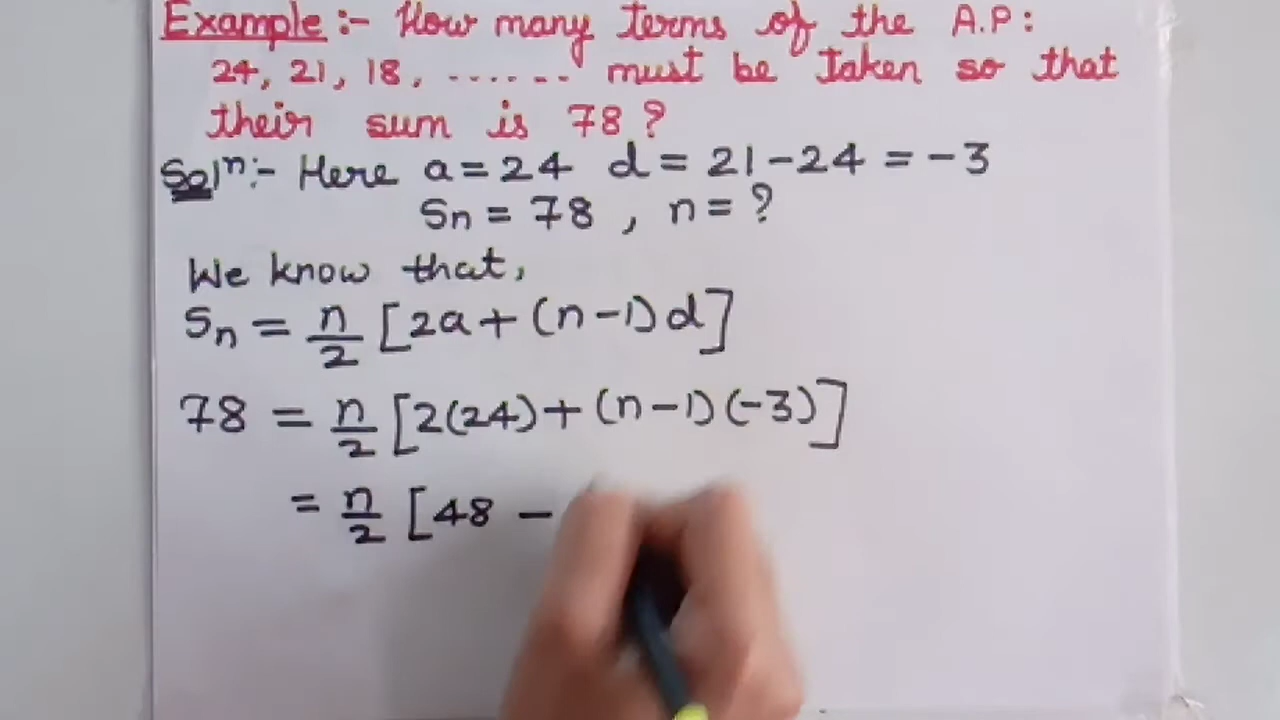 Example :- How many terms of the A.P:
24, 21, 18, ...... must be taken so that
their sum is 78 ?
Solⁿ:- Here a = 24 d = 21 - 24 = -3
Sn = 78 , n = ?
We know that,
Sn = n/2 [2a + (n-1)d]
78 = n/2 [2(24) + (n-1)(-3)]
= n/2 [48 -